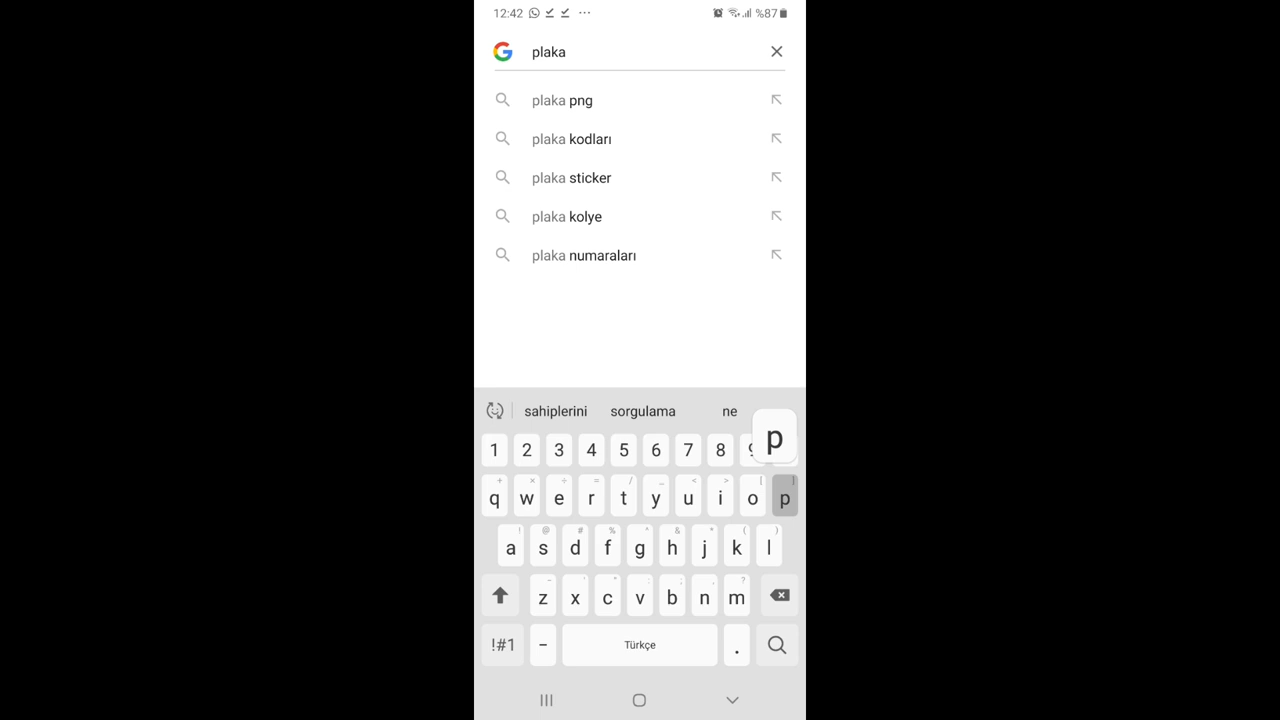 12:42 %87
plaka
plaka png
plaka kodları
plaka sticker
plaka kolye
plaka numaraları
sahiplerini sorgulama ne
p
1 2 3 4 5 6 7 8
+ × ÷ = / _ < > [ ]
q w e r t y u i o p
! @ # % ^ & * ( )
a s d f g h j k l
- ' " : ; , ?
z x c v b n m
!#1 - Türkçe .